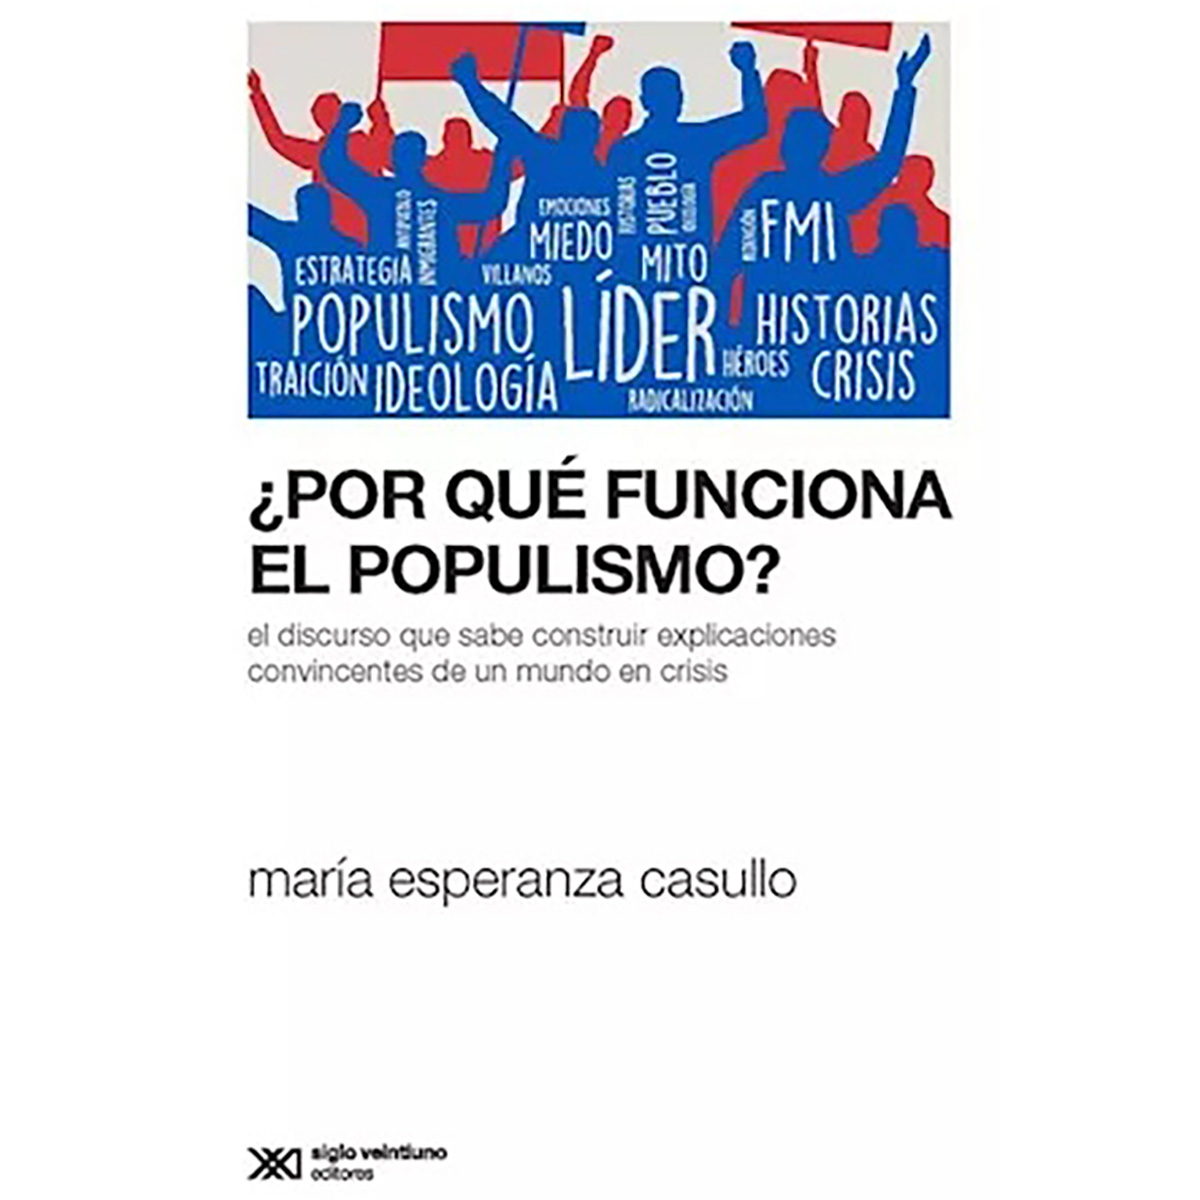 ANTIPUEBLO
INMIGRANTES
EMOCIONES
HISTORIAS
PUEBLO
REDENCIÓN
FMI
MIEDO
ESTRATEGIA
VILLANOS
MITO
POPULISMO
LÍDER
HISTORIAS
TRAICIÓN
IDEOLOGÍA
HÉROES
CRISIS
RADICALIZACIÓN
¿POR QUÉ FUNCIONA
EL POPULISMO?
el discurso que sabe construir explicaciones
convincentes de un mundo en crisis
maría esperanza casullo
siglo veintiuno
editores